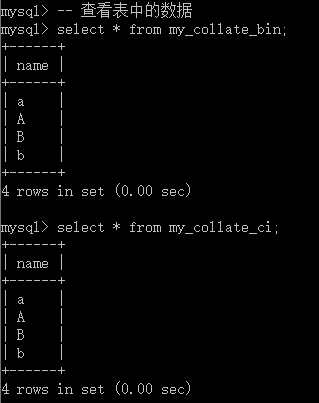 mysql> -- 查看表中的数据
mysql> select * from my_collate_bin;
+------+
| name |
+------+
| a    |
| A    |
| B    |
| b    |
+------+
4 rows in set (0.00 sec)
mysql> select * from my_collate_ci;
+------+
| name |
+------+
| a    |
| A    |
| B    |
| b    |
+------+
4 rows in set (0.00 sec)